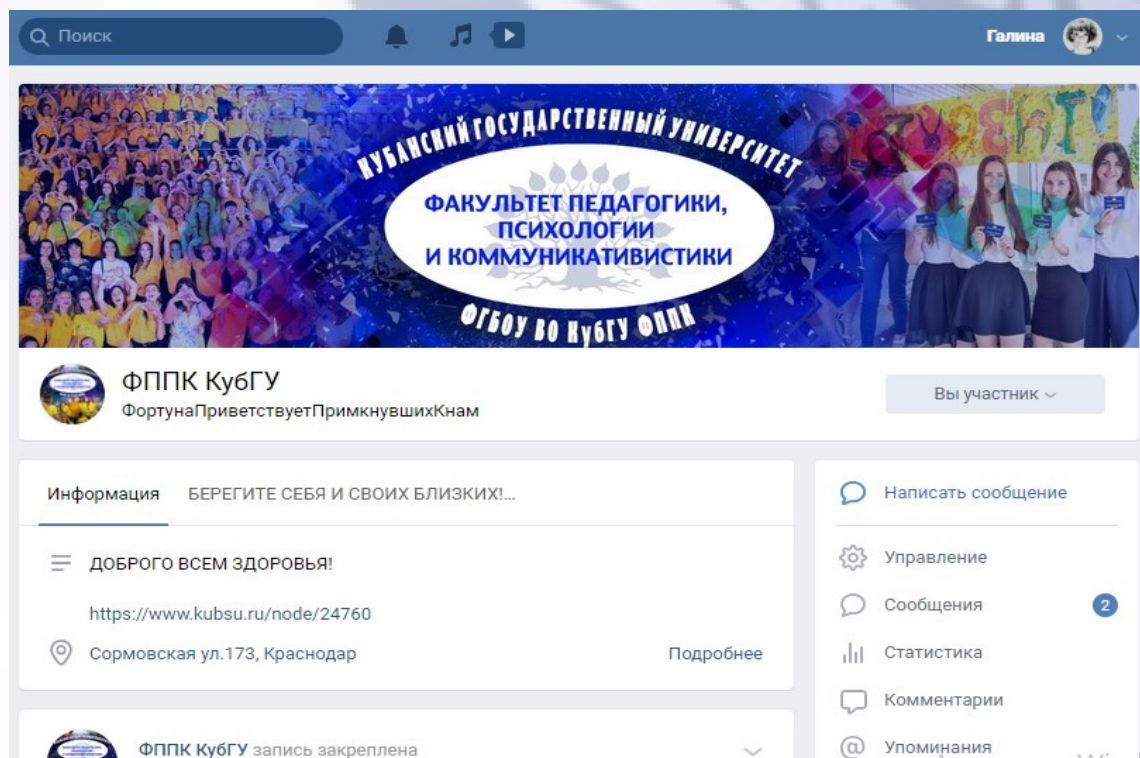 Поиск
Галина
КУБАНСКИЙ ГОСУДАРСТВЕННЫЙ УНИВЕРСИТЕТ
ФАКУЛЬТЕТ ПЕДАГОГИКИ,
ПСИХОЛОГИИ
И КОММУНИКАТИВИСТИКИ
ФГБОУ ВО КубГУ ФППК
ФППК КубГУ
ФортунаПриветствуетПримкнувшихКнам
Вы участник
Информация БЕРЕГИТЕ СЕБЯ И СВОИХ БЛИЗКИХ!...
ДОБРОГО ВСЕМ ЗДОРОВЬЯ!
https://www.kubsu.ru/node/24760
Сормовская ул.173, Краснодар Подробнее
ФППК КубГУ запись закреплена
Написать сообщение
Управление
Сообщения 2
Статистика
Комментарии
Упоминания